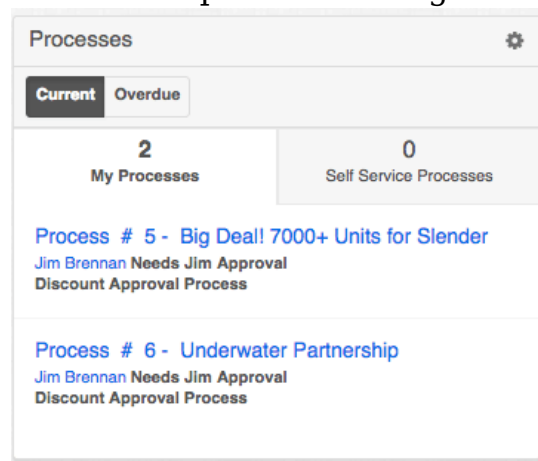 Processes
Current Overdue
2 0
My Processes Self Service Processes
Process # 5 - Big Deal! 7000+ Units for Slender
Jim Brennan Needs Jim Approval
Discount Approval Process
Process # 6 - Underwater Partnership
Jim Brennan Needs Jim Approval
Discount Approval Process